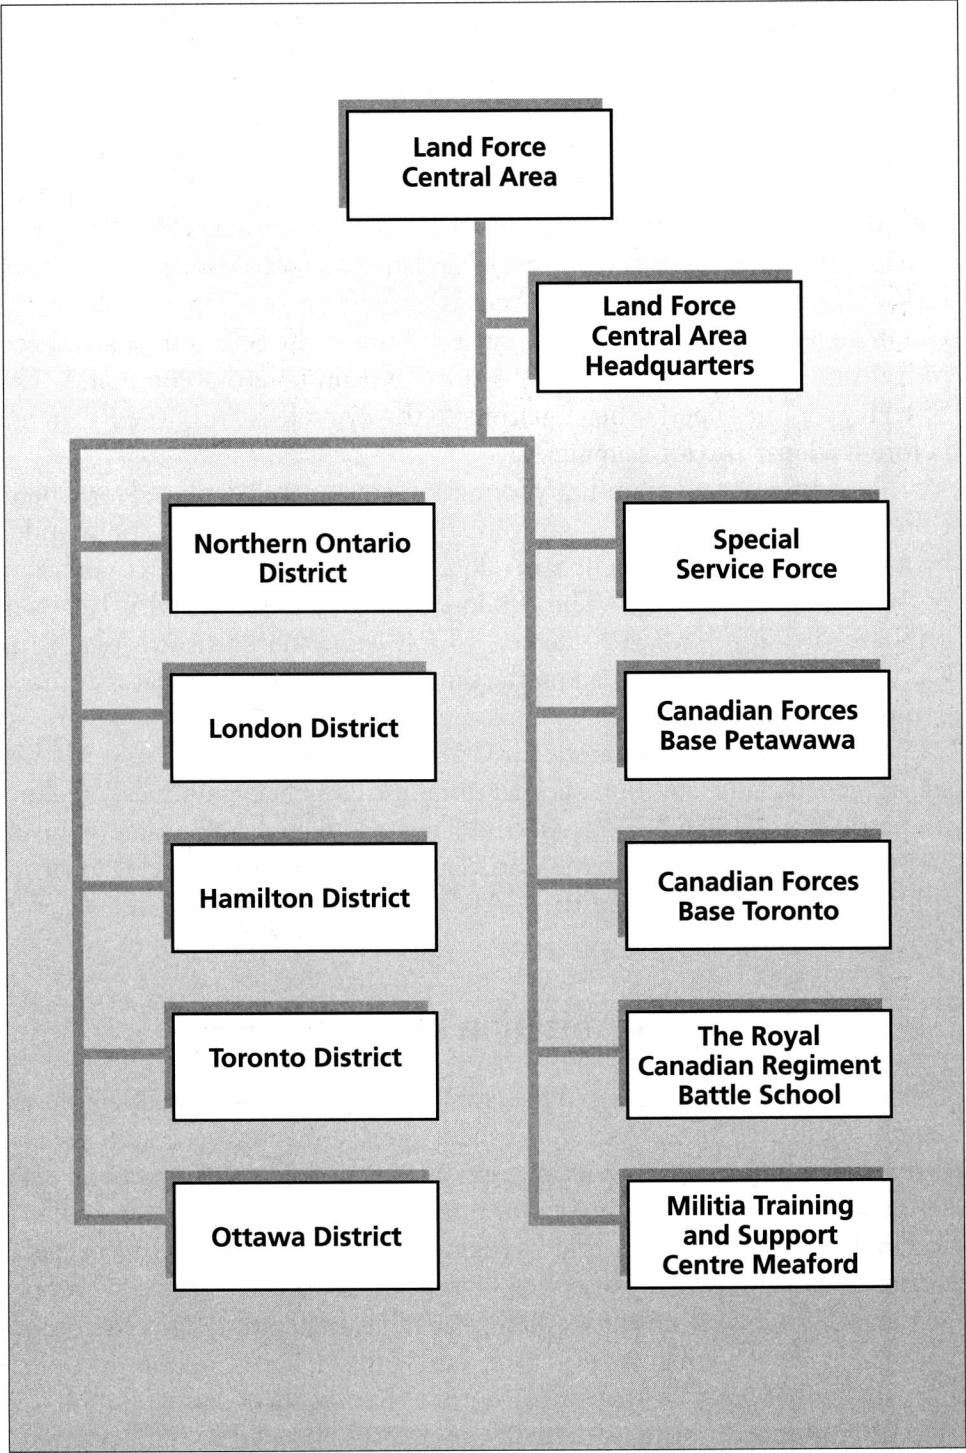 Land Force
Central Area
Land Force
Central Area
Headquarters
Northern Ontario
District
London District
Hamilton District
Toronto District
Ottawa District
Special
Service Force
Canadian Forces
Base Petawawa
Canadian Forces
Base Toronto
The Royal
Canadian Regiment
Battle School
Militia Training
and Support
Centre Meaford